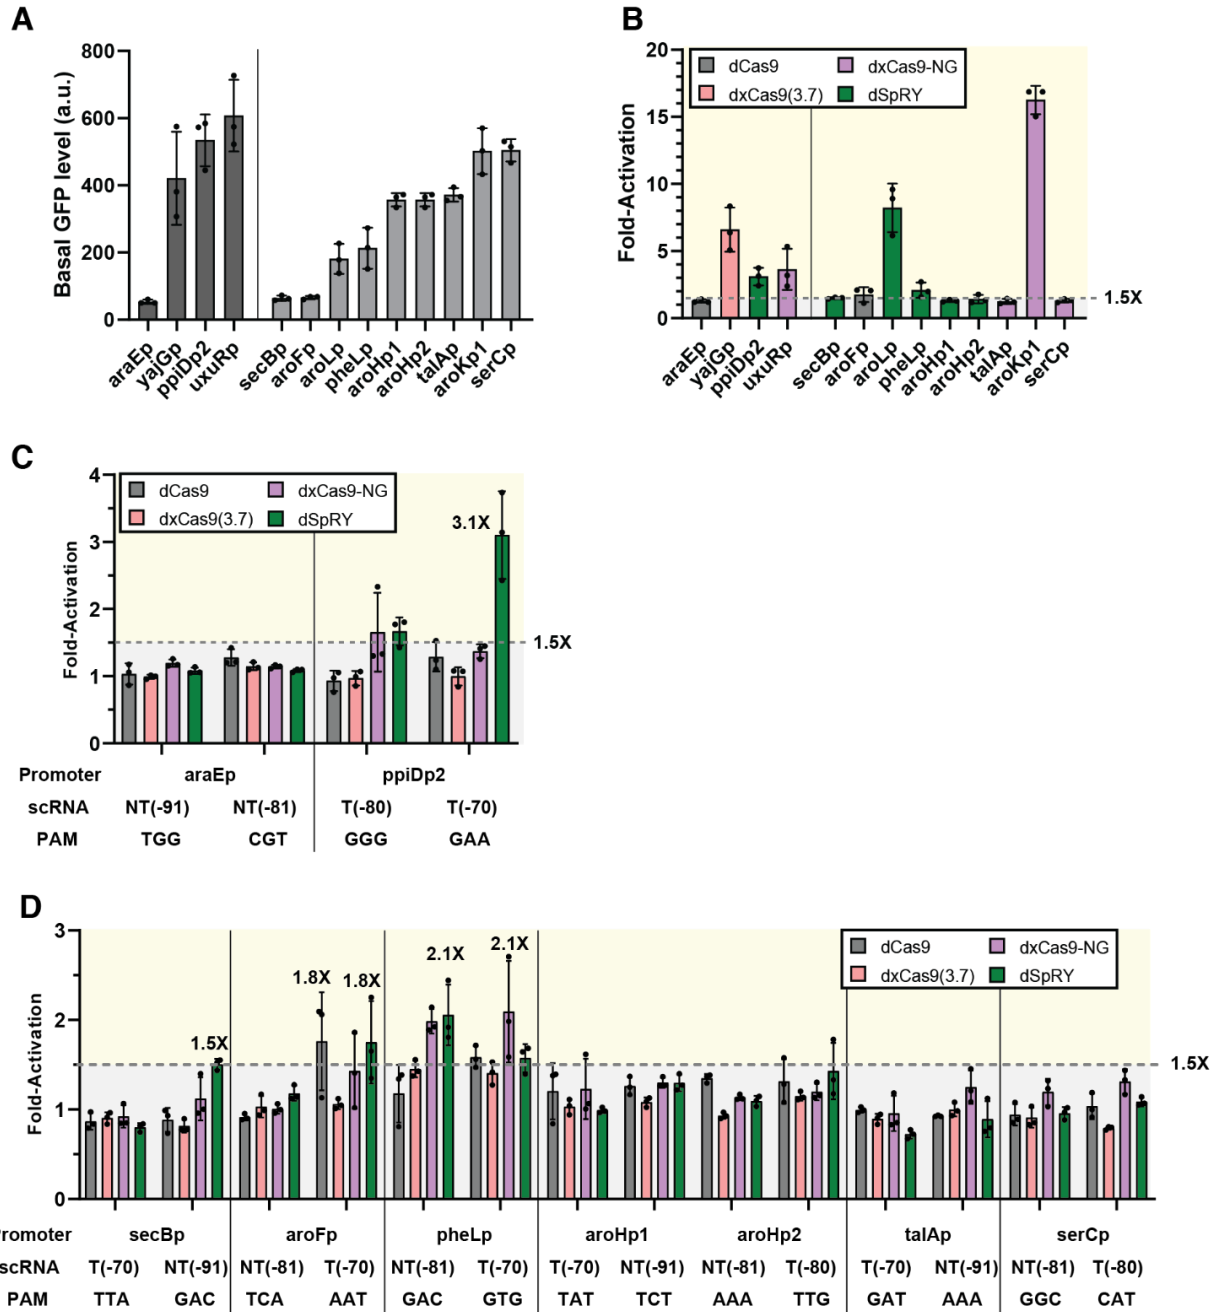 A
Basal GFP level (a.u.)
800
600
400
200
0
araEp yajGp ppiDp2 uxuRp secBp aroFp aroLp pheLp aroHp1 aroHp2 talAp aroKp1 serCp
B
Fold-Activation
20
15
10
5
0
dCas9 dxCas9-NG
dxCas9(3.7) dSpRY
1.5X
araEp yajGp ppiDp2 uxuRp secBp aroFp aroLp pheLp aroHp1 aroHp2 talAp aroKp1 serCp
C
Fold-Activation
4
3
2
1
0
dCas9 dxCas9-NG
dxCas9(3.7) dSpRY
3.1X
1.5X
Promoter araEp ppiDp2
scRNA NT(-91) NT(-81) T(-80) T(-70)
PAM TGG CGT GGG GAA
D
Fold-Activation
3
2
1
0
dCas9 dxCas9-NG
dxCas9(3.7) dSpRY
1.5X 1.8X 1.8X 2.1X 2.1X
1.5X
Promoter secBp aroFp pheLp aroHp1 aroHp2 talAp serCp
scRNA T(-70) NT(-91) NT(-81) T(-70) NT(-81) T(-70) T(-70) NT(-91) NT(-81) T(-80) T(-70) NT(-91) NT(-81) T(-80)
PAM TTA GAC TCA AAT GAC GTG TAT TCT AAA TTG GAT AAA GGC CAT